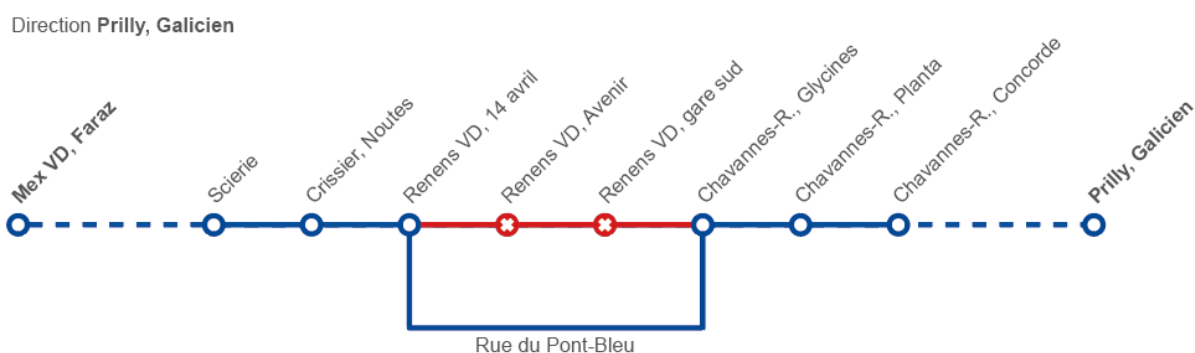 Direction Prilly, Galicien
Mex VD, Faraz
Scierie
Crissier, Noutes
Renens VD, 14 avril
Renens VD, Avenir
Renens VD, gare sud
Chavannes-R., Glycines
Chavannes-R., Planta
Chavannes-R., Concorde
Prilly, Galicien
Rue du Pont-Bleu